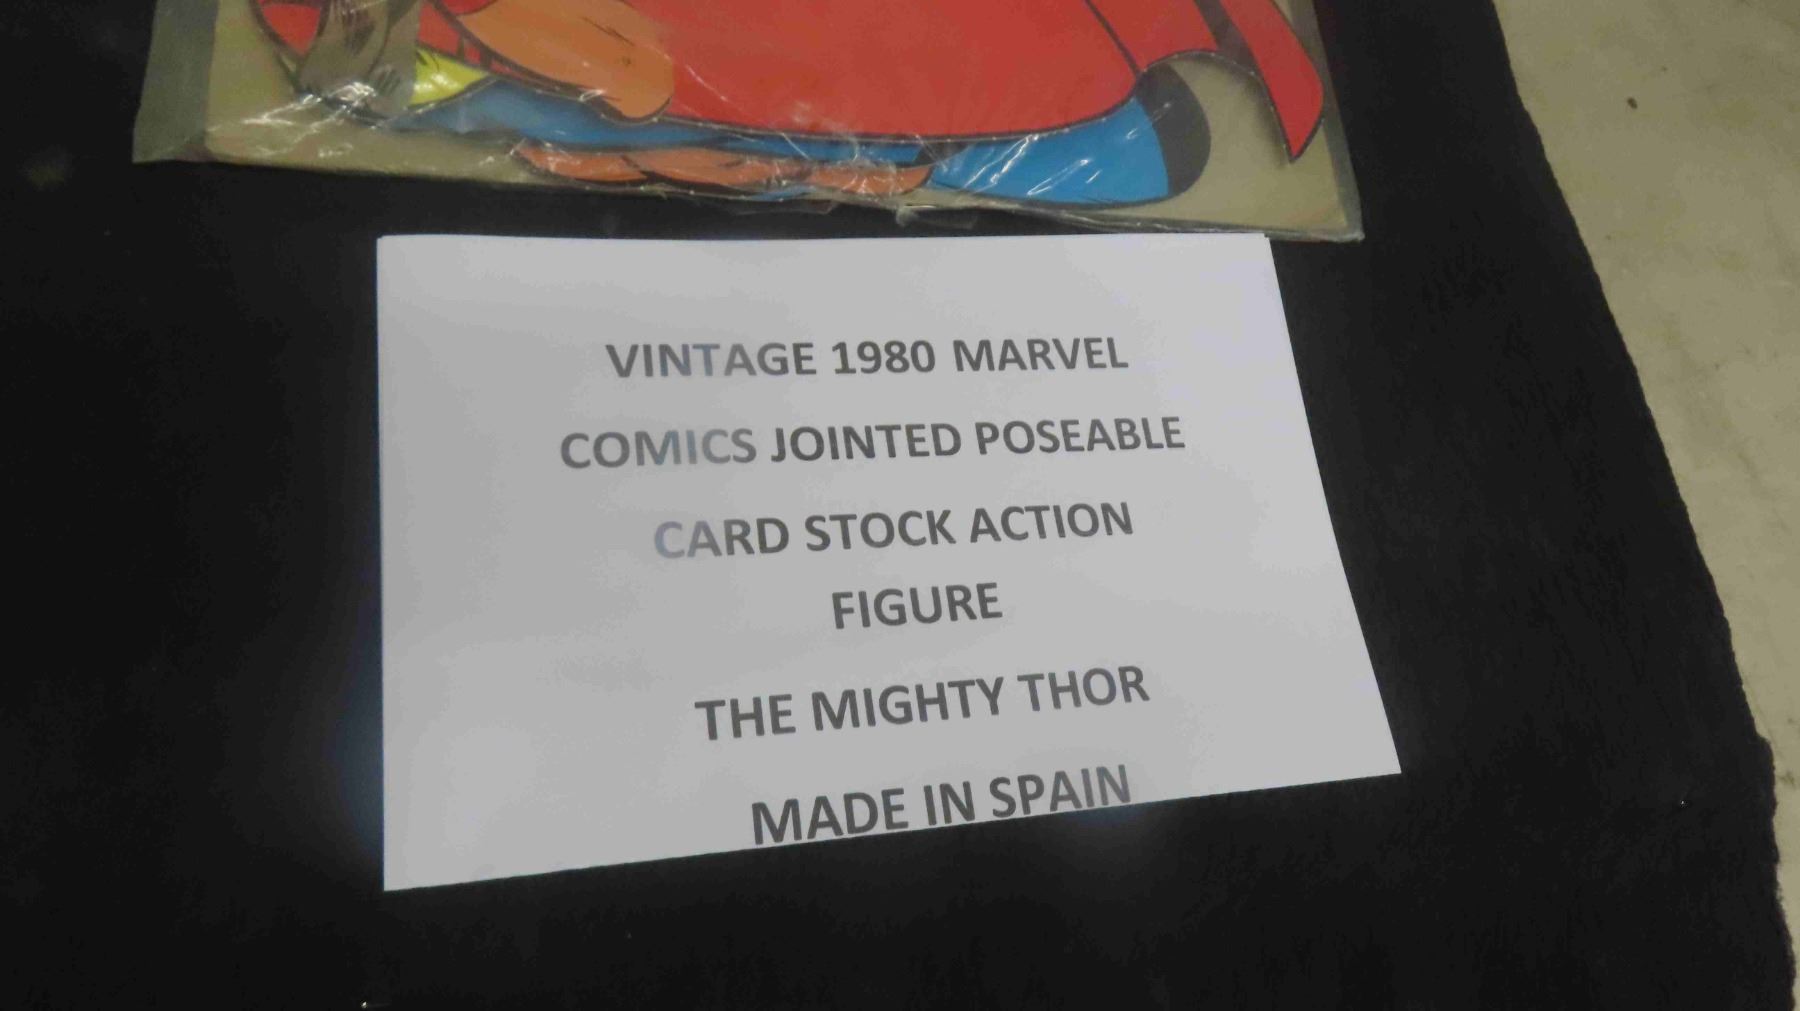 VINTAGE 1980 MARVEL
COMICS JOINTED POSEABLE
CARD STOCK ACTION
FIGURE
THE MIGHTY THOR
MADE IN SPAIN